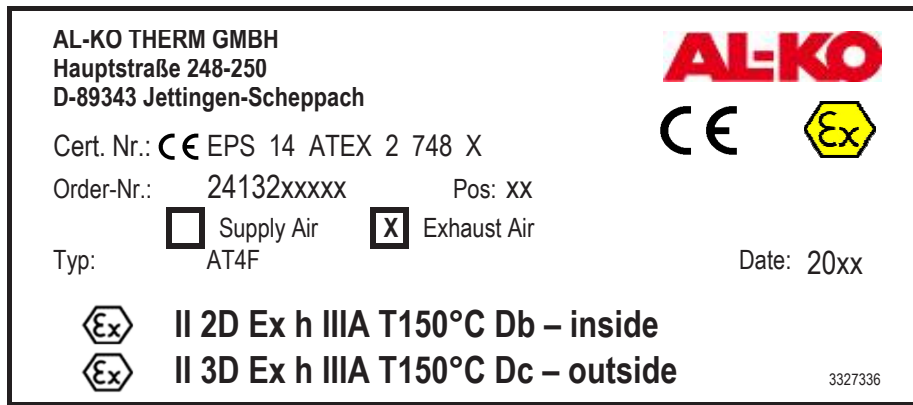 AL-KO THERM GMBH
Hauptstraße 248-250
D-89343 Jettingen-Scheppach
AL-KO
Cert. Nr.: CE EPS 14 ATEX 2 748 X
CE Ex
Order-Nr.: 24132xxxxx Pos: xx
Supply Air X Exhaust Air
Typ: AT4F Date: 20xx
Ex II 2D Ex h IIIA T150°C Db – inside
Ex II 3D Ex h IIIA T150°C Dc – outside
3327336